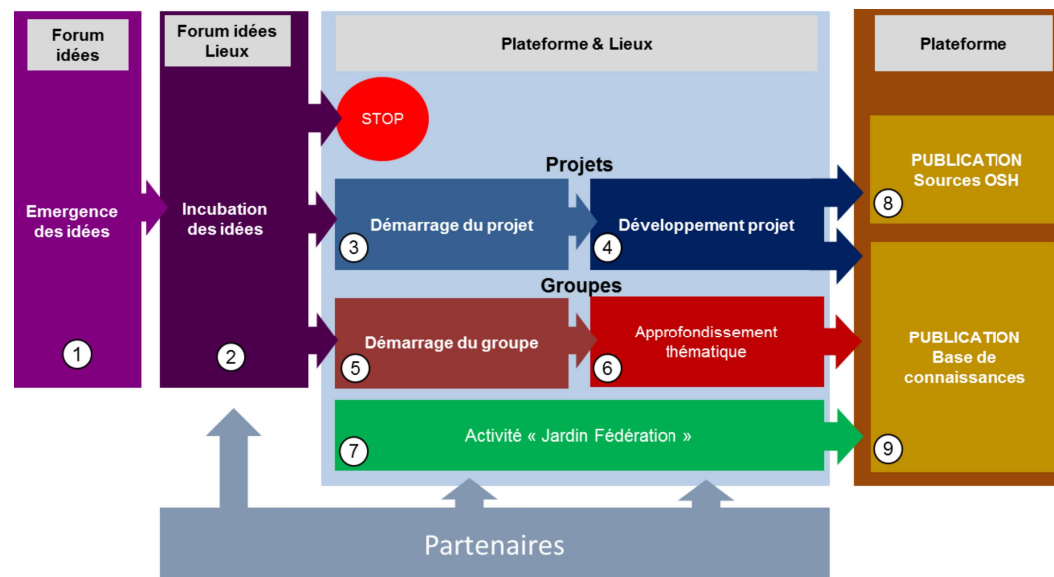 Forum
idées
Forum idées
Lieux
Plateforme & Lieux
Plateforme
STOP
Projets
PUBLICATION
Sources OSH
8
Emergence
des idées
Incubation
des idées
Démarrage du projet
3
Développement projet
4
Groupes
1
2
Démarrage du groupe
5
Approfondissement
thématique
6
PUBLICATION
Base de
connaissances
7
Activité « Jardin Fédération »
9
Partenaires